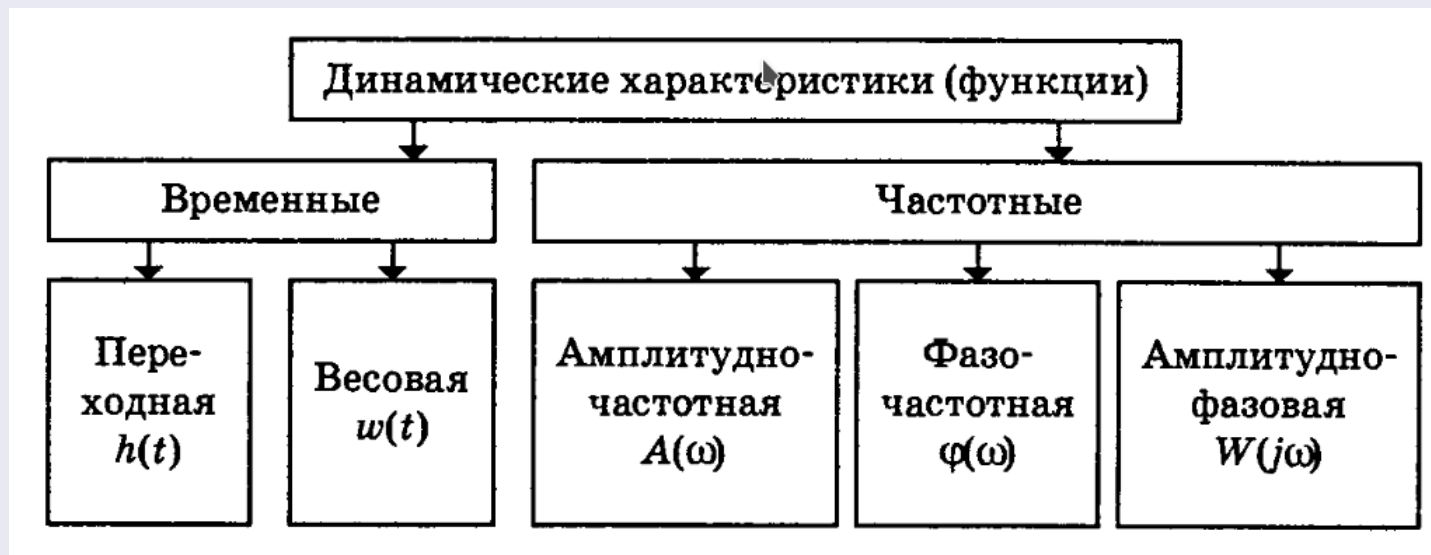 Динамические характеристики (функции)
Временные
Частотные
Пере-
ходная
h(t)
Весовая
w(t)
Амплитудно-
частотная
A(ω)
Фазо-
частотная
φ(ω)
Амплитудно-
фазовая
W(jω)